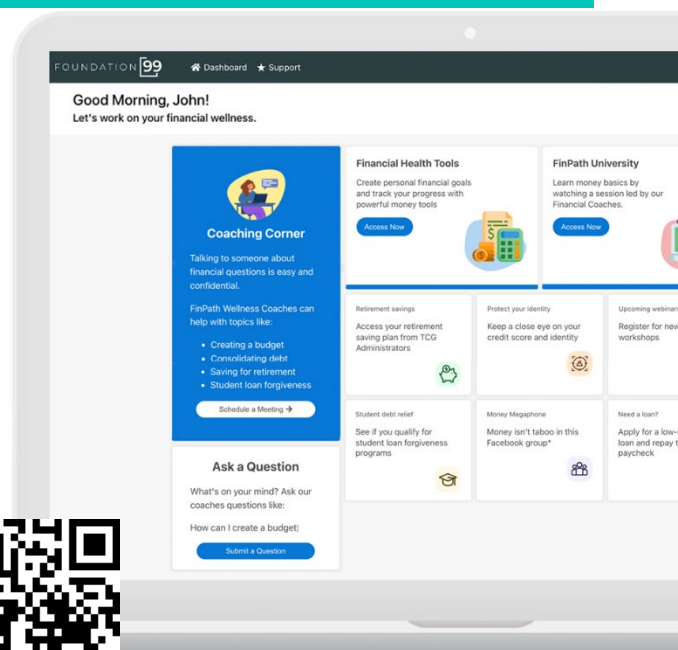 FOUNDATION [99
Dashboard
Support
Good Morning, John!
Let's work on your financial wellness.
Coaching Corner
Talking to someone about
financial questions is easy and
confidential.
FinPath Wellness Coaches can
help with topics like:
• Creating a budget
• Consolidating debt
• Saving for retirement
• Student loan forgiveness
Schedule a Meeting →
Ask a Question
What's on your mind? Ask our
coaches questions like:
How can I create a budget|
Submit a Question
Financial Health Tools
Create personal financial goals
and track your progress with
powerful money tools
Access Now
FinPath University
Learn money basics by
watching a session led by our
Financial Coaches.
Access Now
Retirement savings
Access your retirement
saving plan from TCG
Administrators
Protect your identity
Keep a close eye on your
credit score and identity
Upcoming webinars
Register for new
workshops
Student debt relief
See if you qualify for
student loan forgiveness
programs
Money Megaphone
Money isn't taboo in this
Facebook group*
Need a loan?
Apply for a low-
loan and repay
paycheck